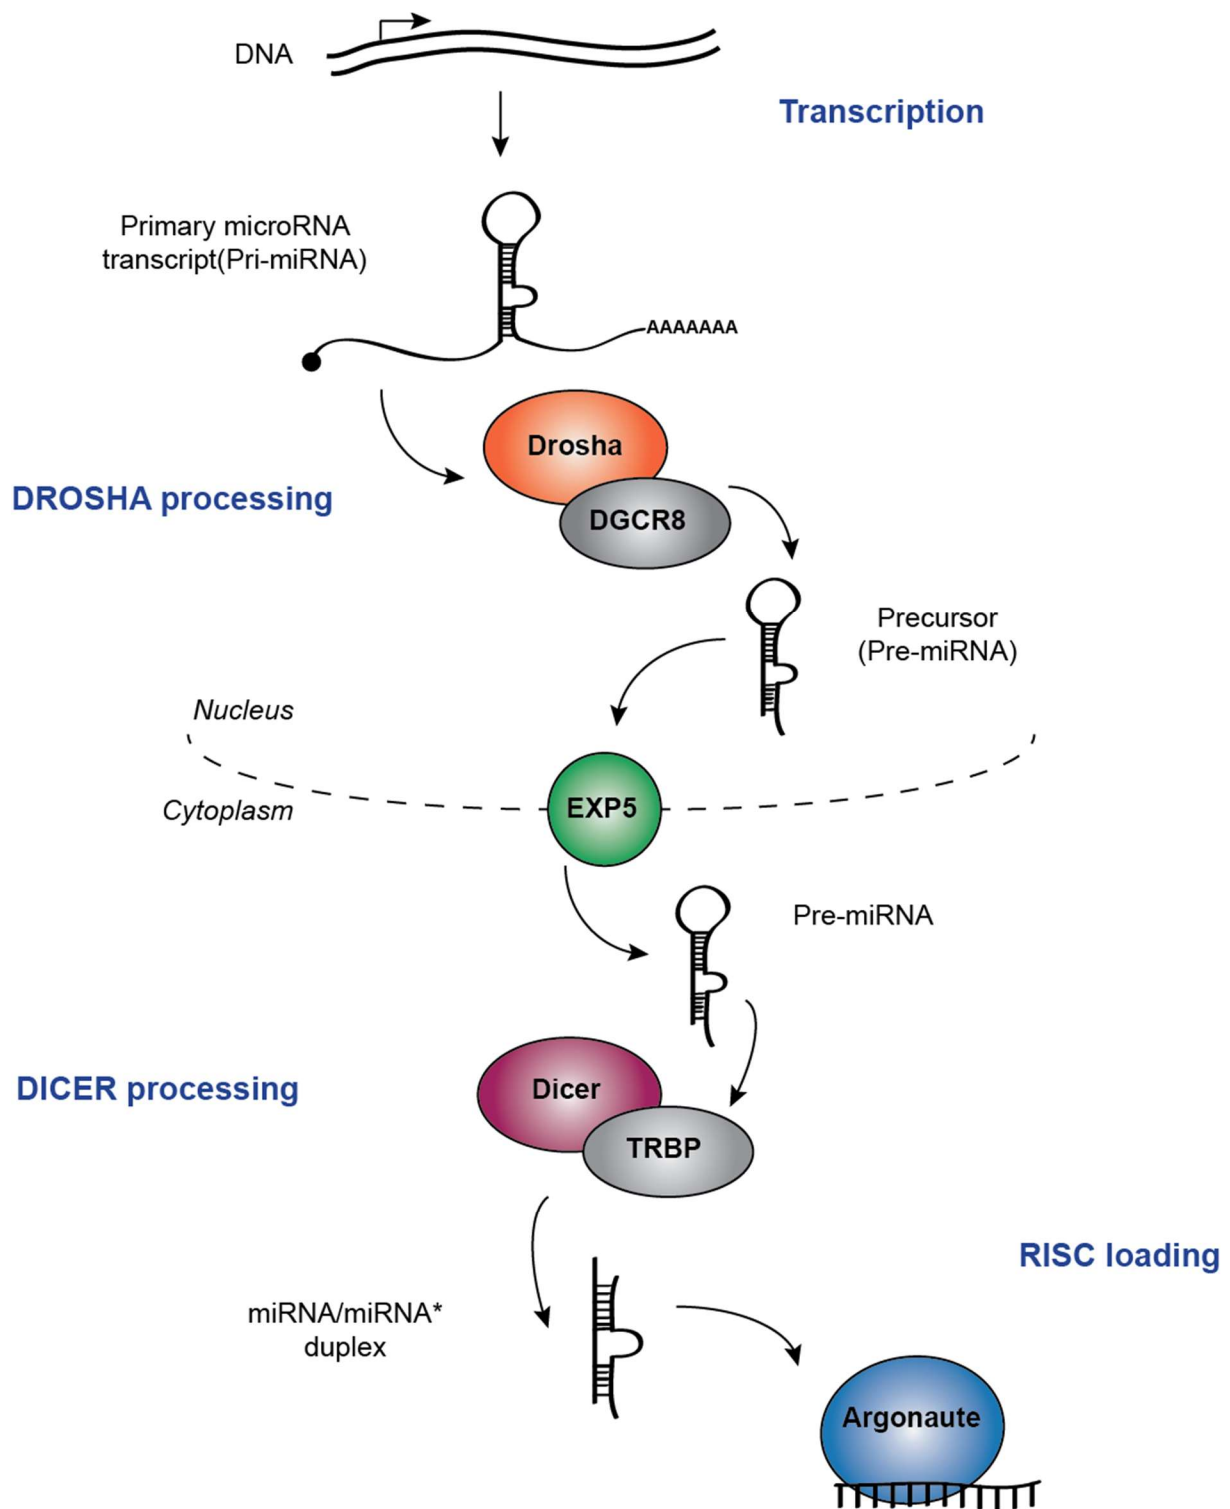 DNA
Transcription
Primary microRNA
transcript(Pri-miRNA)
AAAAAAA
Drosha
DROSHA processing
DGCR8
Precursor
(Pre-miRNA)
Nucleus
Cytoplasm
EXP5
Pre-miRNA
DICER processing
Dicer
TRBP
RISC loading
miRNA/miRNA*
duplex
Argonaute